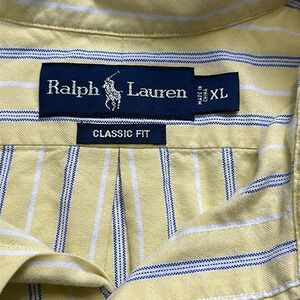 Ralph Lauren
MADE IN
CHINA
XL
CLASSIC FIT